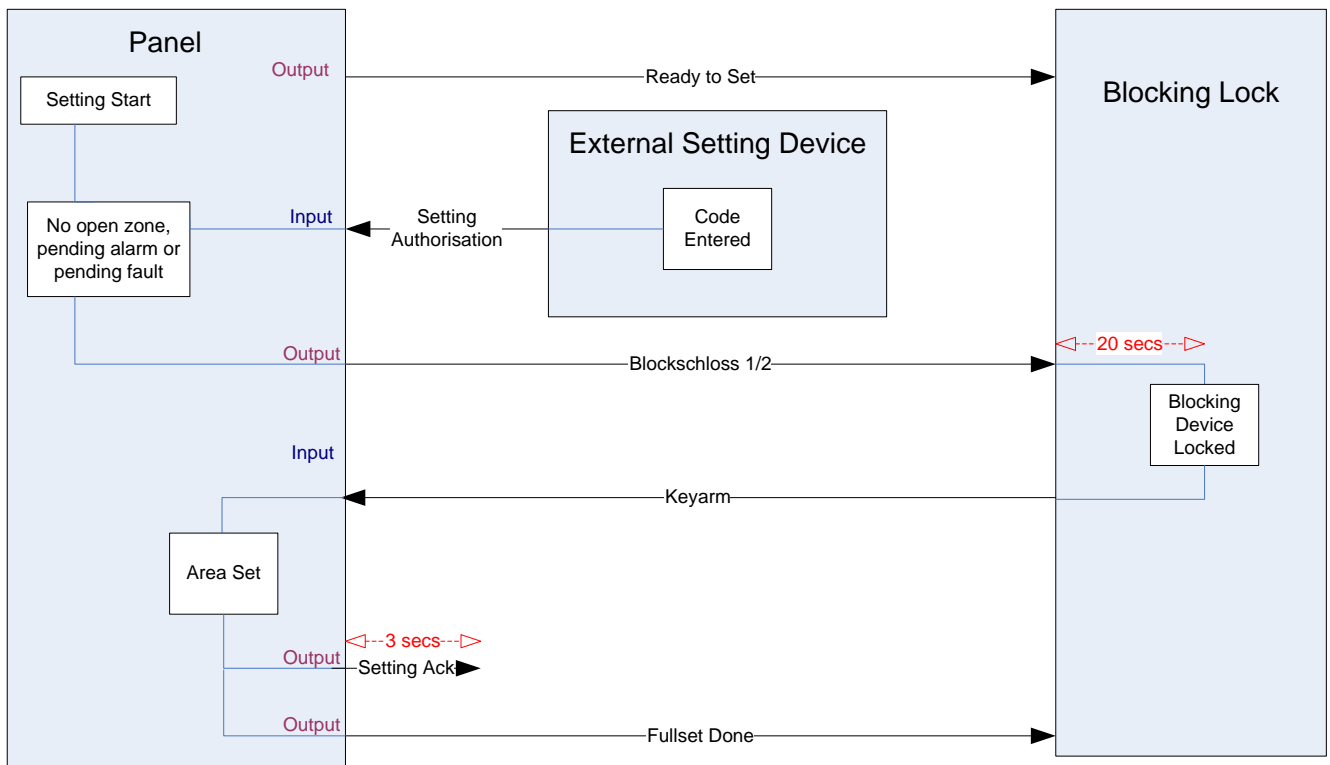 Panel
Output
Ready to Set
Setting Start
Blocking Lock
External Setting Device
Input
Setting
Authorisation
Code
Entered
No open zone,
pending alarm or
pending fault
Output
Blockschloss 1/2
20 secs
Blocking
Device
Locked
Input
Keyarm
Area Set
3 secs
Output
Setting Ack
Output
Fullset Done